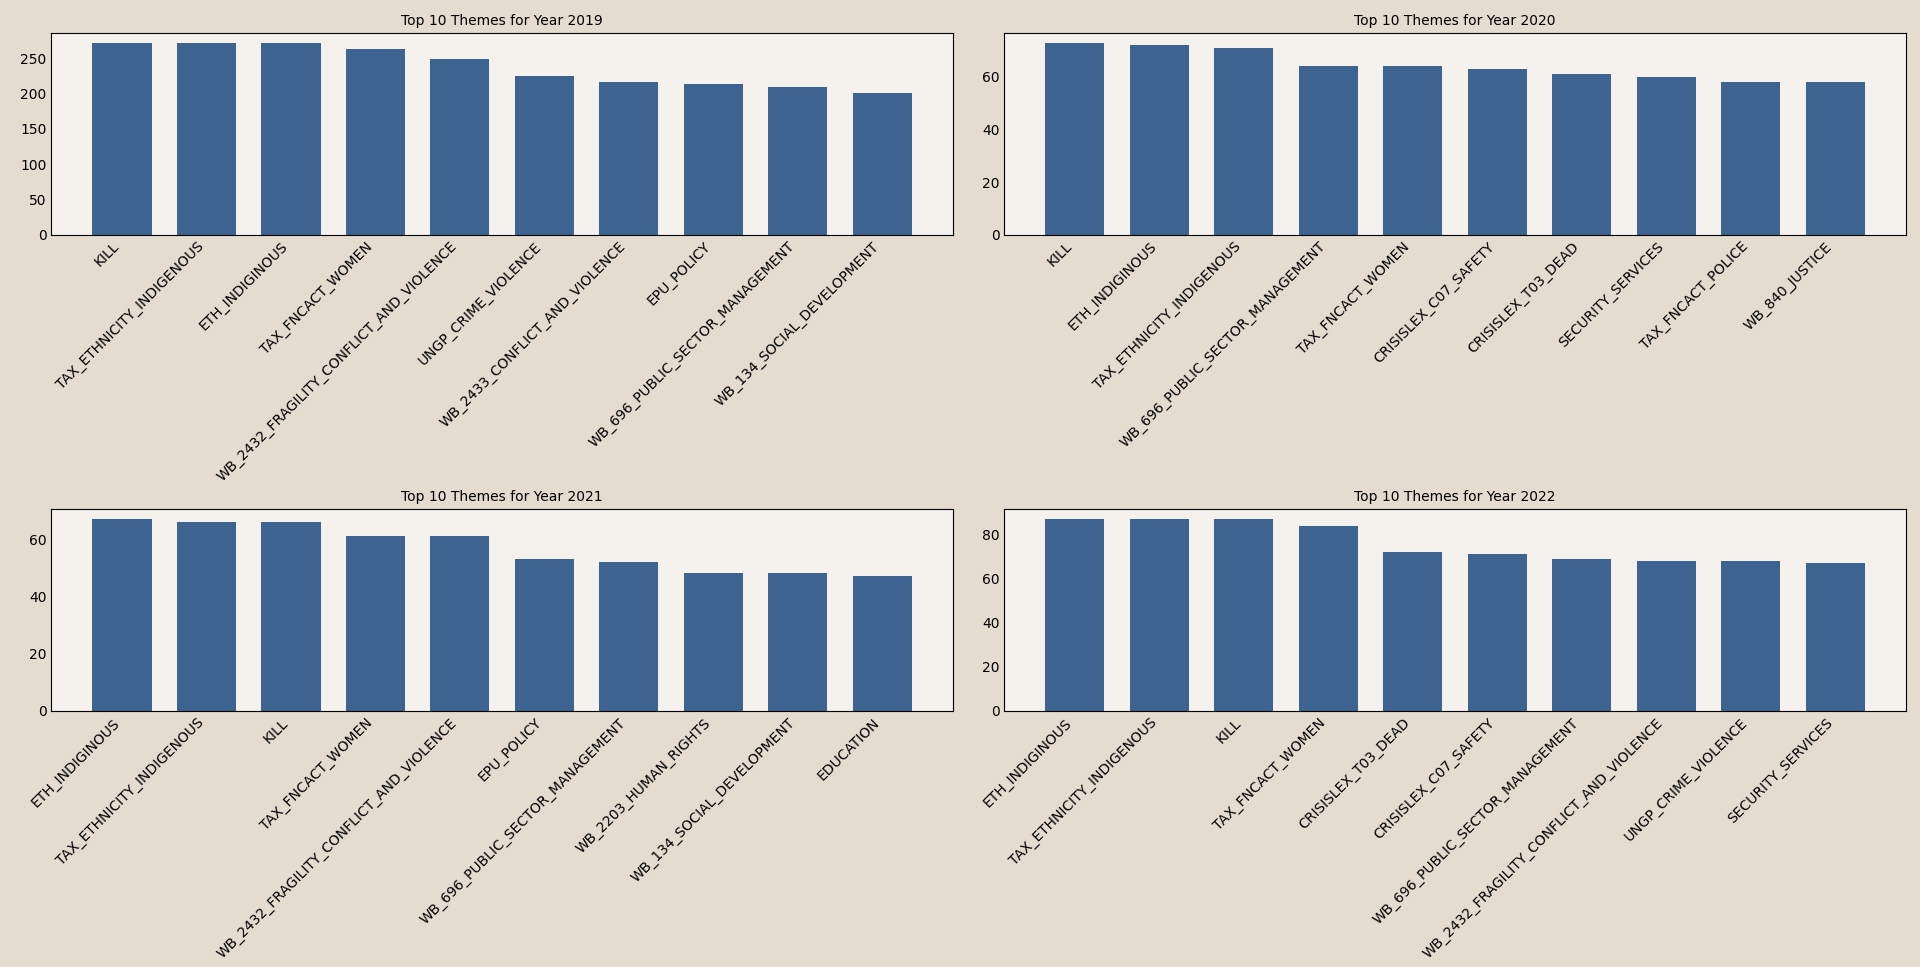 Top 10 Themes for Year 2019
250
200
150
100
50
0
KILL
TAX_ETHNICITY_INDIGENOUS
ETH_INDIGINOUS
TAX_FNCACT_WOMEN
WB_2432_FRAGILITY_CONFLICT_AND_VIOLENCE
UNGP_CRIME_VIOLENCE
WB_2433_CONFLICT_AND_VIOLENCE
EPU_POLICY
WB_696_PUBLIC_SECTOR_MANAGEMENT
WB_134_SOCIAL_DEVELOPMENT
Top 10 Themes for Year 2020
60
40
20
0
KILL
ETH_INDIGINOUS
TAX_ETHNICITY_INDIGENOUS
WB_696_PUBLIC_SECTOR_MANAGEMENT
TAX_FNCACT_WOMEN
CRISISLEX_C07_SAFETY
CRISISLEX_T03_DEAD
SECURITY_SERVICES
TAX_FNCACT_POLICE
WB_840_JUSTICE
Top 10 Themes for Year 2021
60
40
20
0
ETH_INDIGINOUS
TAX_ETHNICITY_INDIGENOUS
KILL
TAX_FNCACT_WOMEN
WB_2432_FRAGILITY_CONFLICT_AND_VIOLENCE
EPU_POLICY
WB_696_PUBLIC_SECTOR_MANAGEMENT
WB_2203_HUMAN_RIGHTS
WB_134_SOCIAL_DEVELOPMENT
EDUCATION
Top 10 Themes for Year 2022
80
60
40
20
0
ETH_INDIGINOUS
TAX_ETHNICITY_INDIGENOUS
KILL
TAX_FNCACT_WOMEN
CRISISLEX_T03_DEAD
CRISISLEX_C07_SAFETY
WB_696_PUBLIC_SECTOR_MANAGEMENT
WB_2432_FRAGILITY_CONFLICT_AND_VIOLENCE
UNGP_CRIME_VIOLENCE
SECURITY_SERVICES